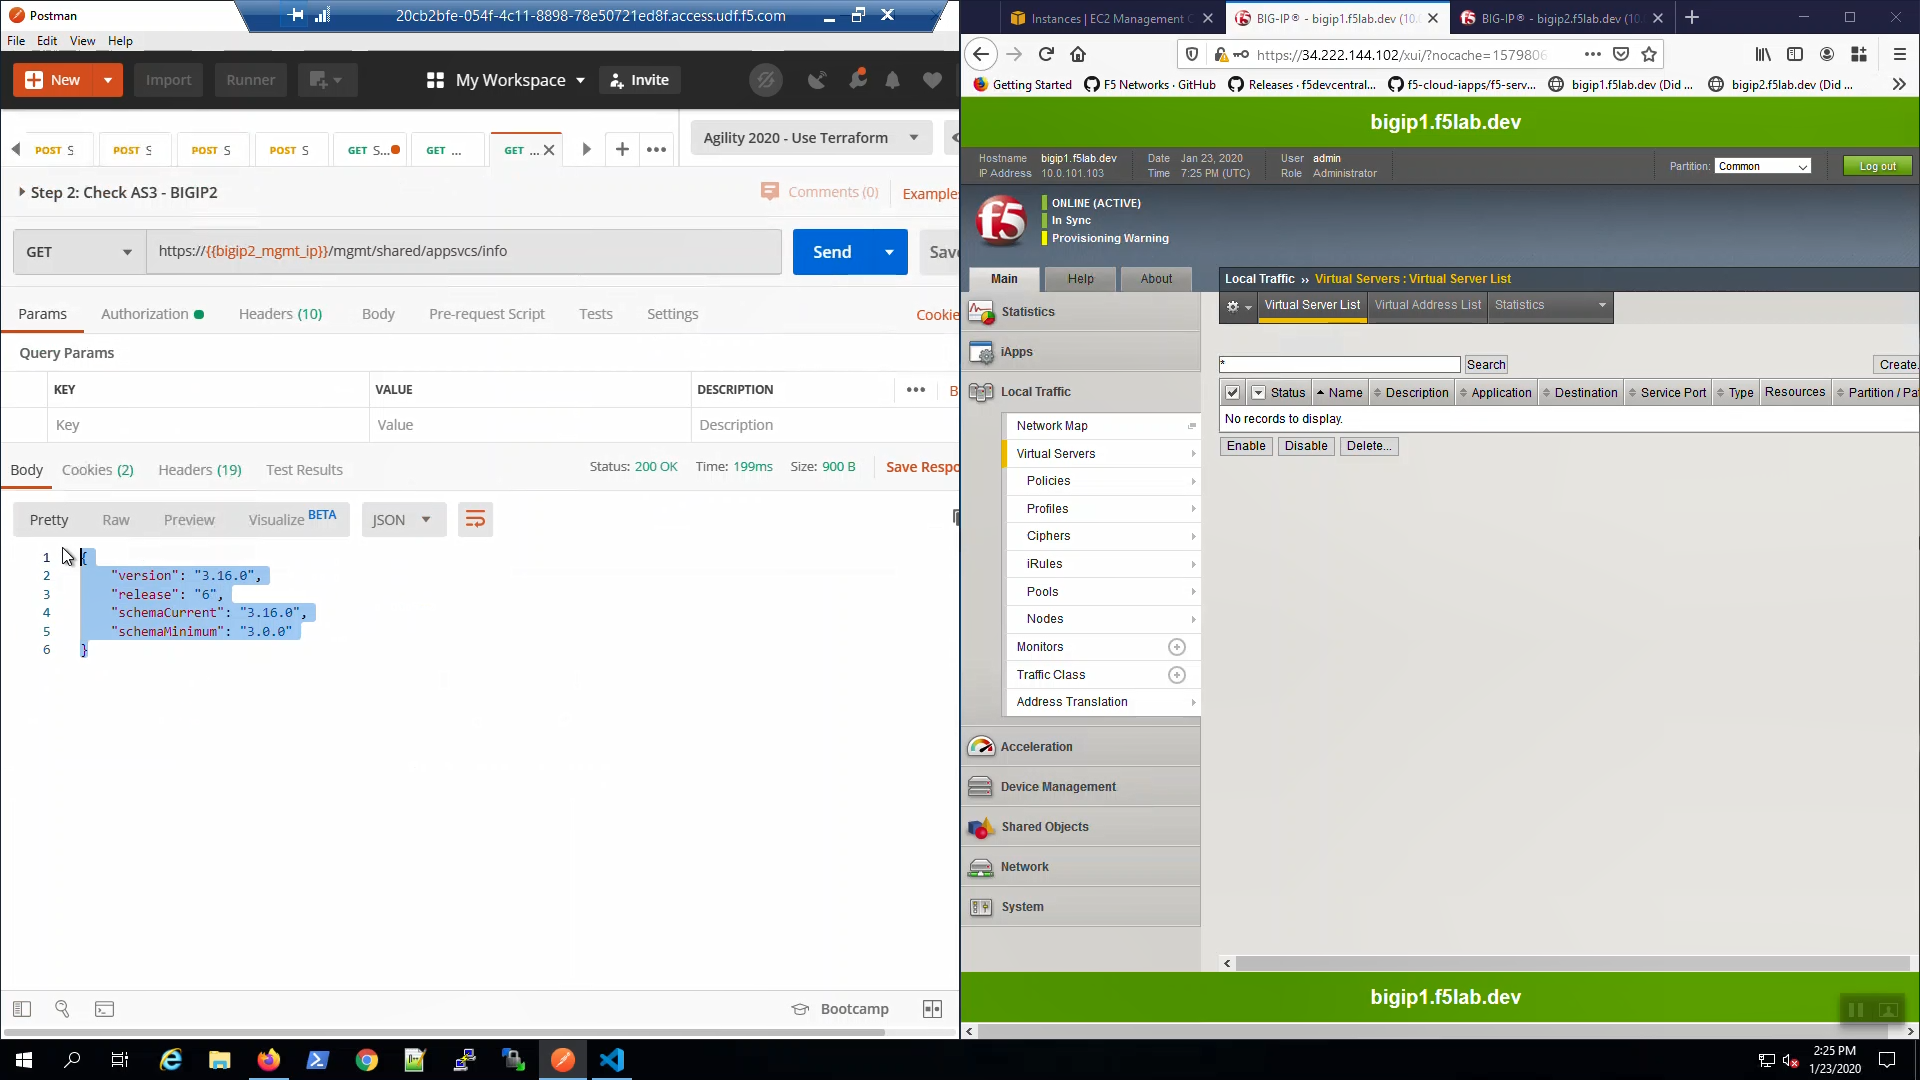 Postman
20cb2bfe-054f-4c11-8898-78e50721ed8f.access.udf.f5.com
File Edit View Help
New Import Runner My Workspace Invite
POST S POST S POST S POST S GET S... GET ... GET ... Agility 2020 - Use Terraform
Step 2: Check AS3 - BIGIP2 Comments (0) Examples
GET https://{{bigip2_mgmt_ip}}/mgmt/shared/appsvcs/info Send Save
Params Authorization Headers (10) Body Pre-request Script Tests Settings Cookie
Query Params
KEY VALUE DESCRIPTION B
Key Value Description
Body Cookies (2) Headers (19) Test Results Status: 200 OK Time: 199ms Size: 900 B Save Respo
Pretty Raw Preview Visualize BETA JSON
1 {
2 "version": "3.16.0",
3 "release": "6",
4 "schemaCurrent": "3.16.0",
5 "schemaMinimum": "3.0.0"
6 }
Bootcamp
Instances | EC2 Management C BIG-IP® - bigip1.f5lab.dev (10. BIG-IP® - bigip2.f5lab.dev (10.
https://34.222.144.102/xui/?nocache=1579806
Getting Started F5 Networks · GitHub Releases · f5devcentral... f5-cloud-iapps/f5-serv... bigip1.f5lab.dev (Did ... bigip2.f5lab.dev (Did ...
bigip1.f5lab.dev
Hostname bigip1.f5lab.dev Date Jan 23, 2020 User admin
IP Address 10.0.101.103 Time 7:25 PM (UTC) Role Administrator
Partition: Common Log out
f5
ONLINE (ACTIVE)
In Sync
Provisioning Warning
Main Help About
Local Traffic ›› Virtual Servers : Virtual Server List
Virtual Server List Virtual Address List Statistics
* Search Create.
Status Name Description Application Destination Service Port Type Resources Partition / Pa
No records to display.
Enable Disable Delete...
Statistics
iApps
Local Traffic
Network Map
Virtual Servers
Policies
Profiles
Ciphers
iRules
Pools
Nodes
Monitors
Traffic Class
Address Translation
Acceleration
Device Management
Shared Objects
Network
System
bigip1.f5lab.dev
2:25 PM
1/23/2020